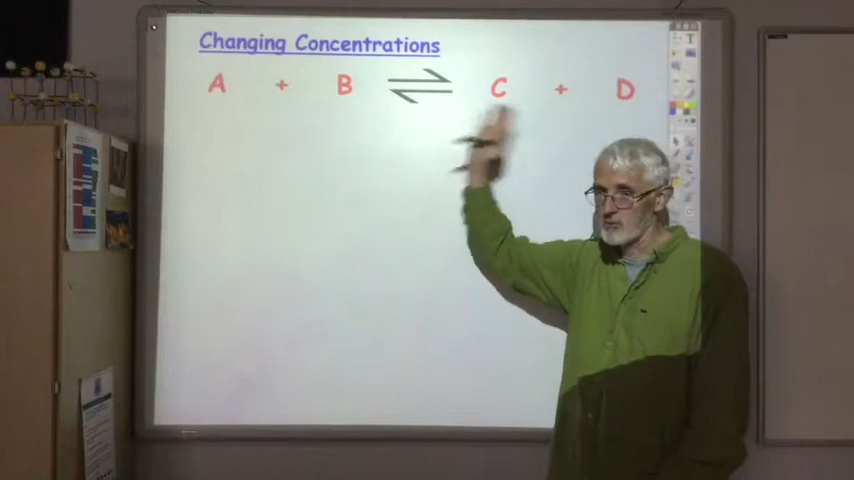 Changing Concentrations
A + B ⇌ C + D